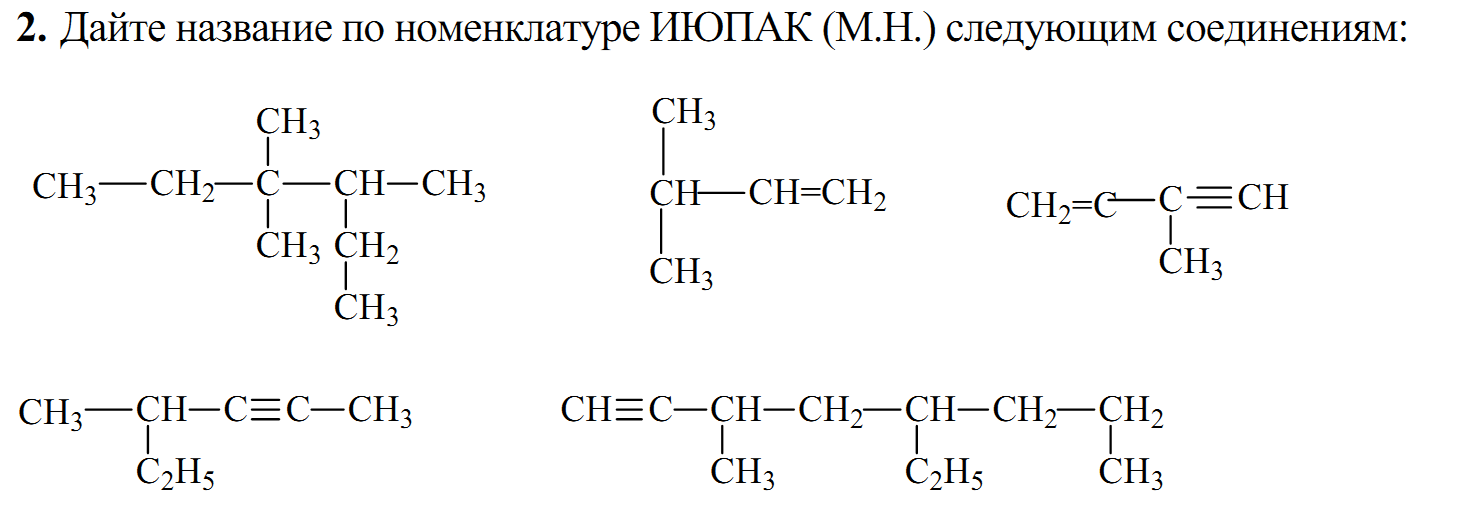 2. Дайте название по номенклатуре ИЮПАК (М.Н.) следующим соединениям:
CH3
CH3—CH2—C—CH—CH3
CH3 CH2
CH3
CH3
CH—CH=CH2
CH3
CH2=C—C≡CH
CH3
CH3—CH—C≡C—CH3
C2H5
CH≡C—CH—CH2—CH—CH2—CH2
CH3 C2H5 CH3